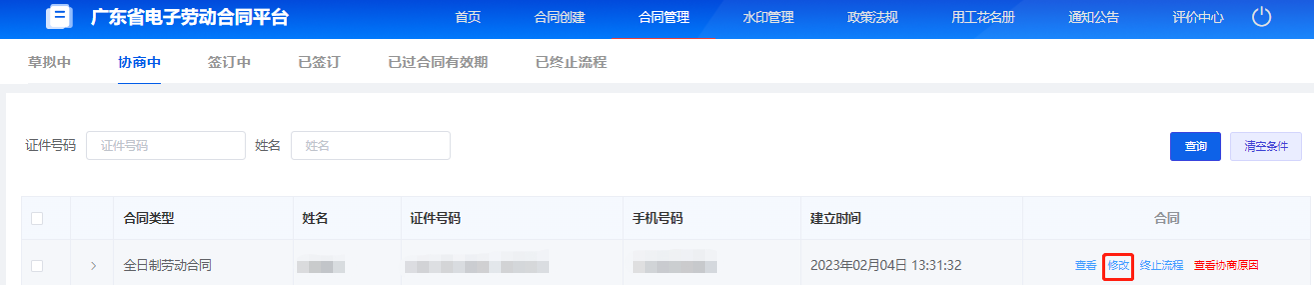 广东省电子劳动合同平台 首页 合同创建 合同管理 水印管理 政策法规 用工花名册 通知公告 评价中心
草拟中 协商中 签订中 已签订 已过合同有效期 已终止流程
证件号码 证件号码 姓名 姓名 查询 清空条件
合同类型 姓名 证件号码 手机号码 建立时间 合同
全日制劳动合同 2023年02月04日 13:31:32 查看 修改 终止流程 查看协商原因